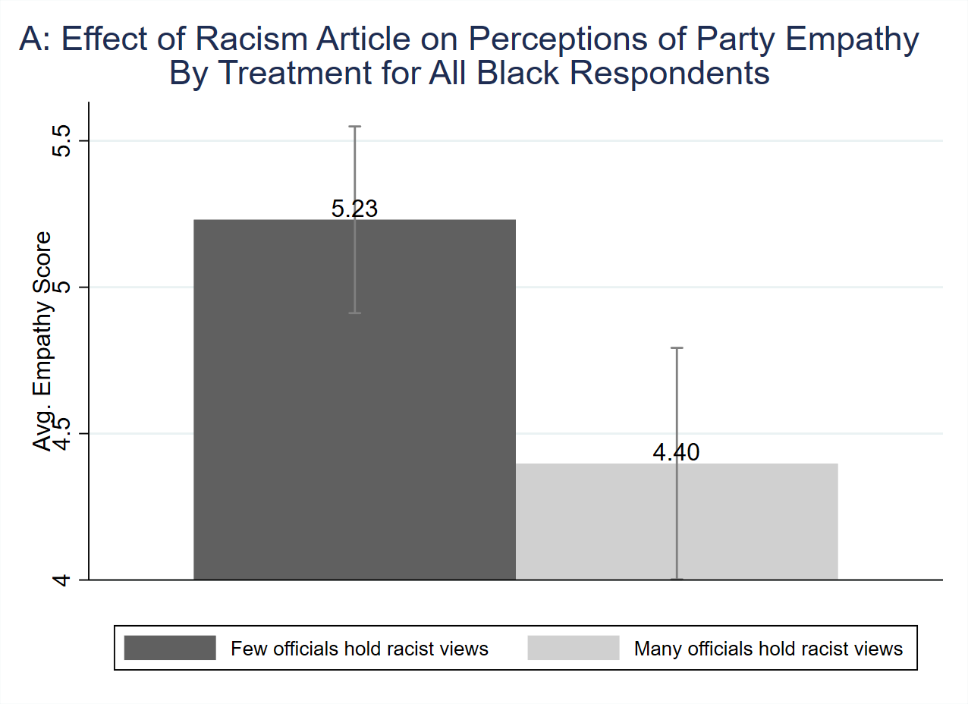 A: Effect of Racism Article on Perceptions of Party Empathy
By Treatment for All Black Respondents
Avg. Empathy Score
5.5
5
4.5
4
5.23
4.40
Few officials hold racist views
Many officials hold racist views